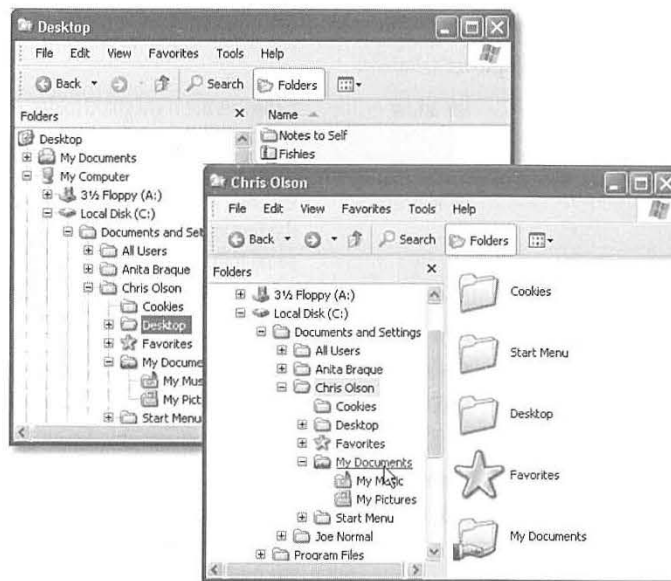 Desktop
File Edit View Favorites Tools Help
Back Search Folders
Folders
Name
Desktop
My Documents
My Computer
3½ Floppy (A:)
Local Disk (C:)
Documents and Set
All Users
Anita Braque
Chris Olson
Cookies
Desktop
Favorites
My Docume
My Mus
My Pict
Start Menu
Notes to Self
Fishies
Chris Olson
File Edit View Favorites Tools Help
Back Search Folders
Folders
3½ Floppy (A:)
Local Disk (C:)
Documents and Settings
All Users
Anita Braque
Chris Olson
Cookies
Desktop
Favorites
My Documents
My Music
My Pictures
Start Menu
Joe Normal
Program Files
Cookies
Start Menu
Desktop
Favorites
My Documents